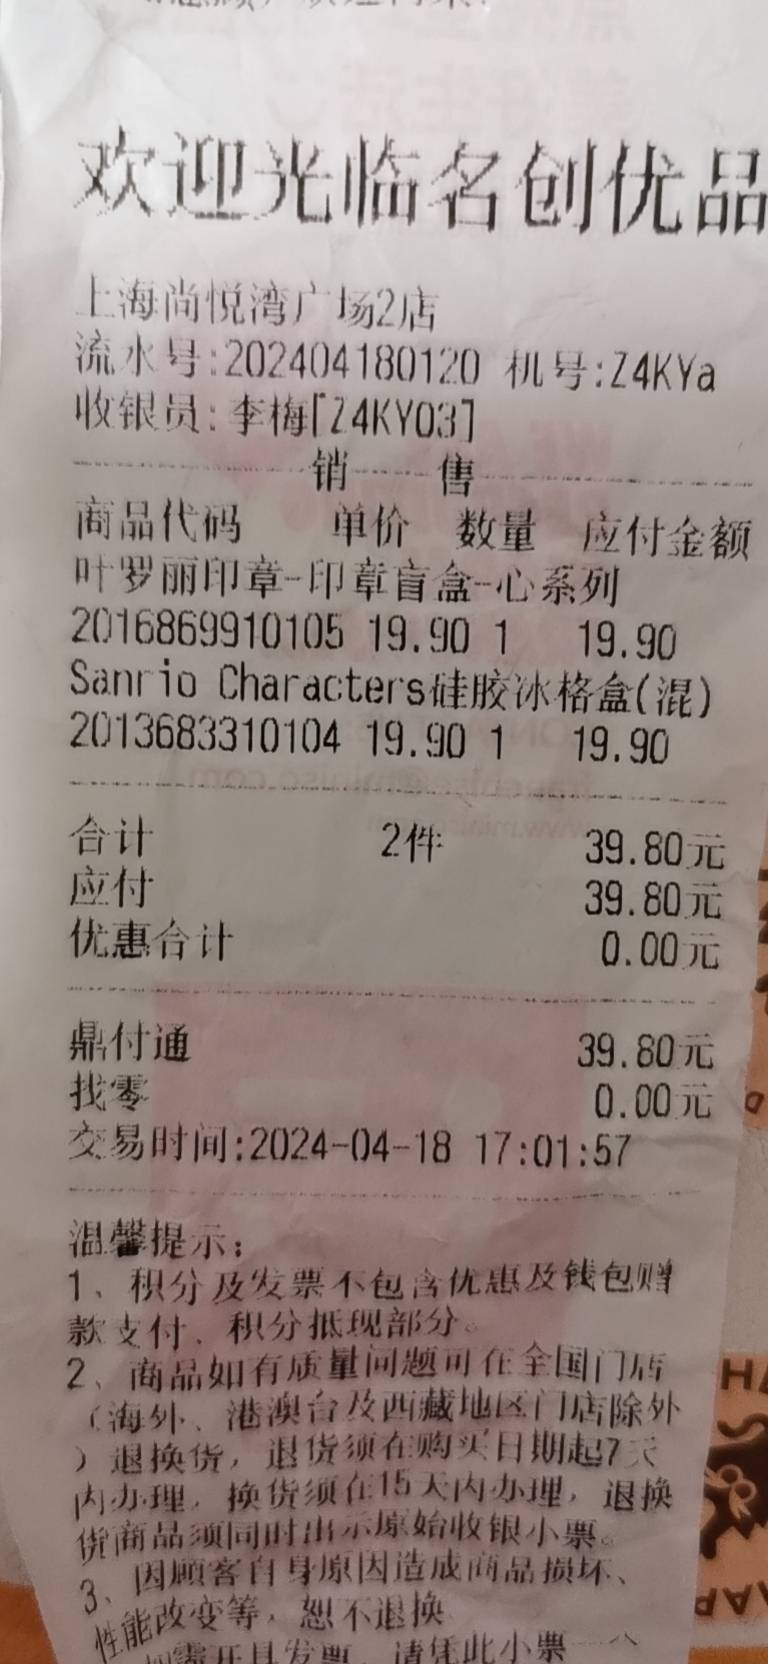 欢迎光临名创优品
上海尚悦湾广场2店
流水号:202404180120 机号:Z4KYa
收银员:李梅[Z4KY03]
销 售
商品代码 单价 数量 应付金额
叶罗丽印章-印章盲盒-心系列
2016869910105 19.90 1 19.90
Sanrio Characters硅胶冰格盒(混)
2013683310104 19.90 1 19.90
合计 2件 39.80元
应付 39.80元
优惠合计 0.00元
鼎付通 39.80元
找零 0.00元
交易时间:2024-04-18 17:01:57
温馨提示:
1、积分及发票不包含优惠及钱包赠
款支付、积分抵现部分。
2、商品如有质量问题可在全国门店
(海外、港澳台及西藏地区门店除外
)退换货,退货须在购买日期起7天
内办理,换货须在15天内办理,退换
货商品须同时出示原始收银小票。
3、因顾客自身原因造成商品损坏、
性能改变等,恕不退换
如需开具发票,请凭此小票